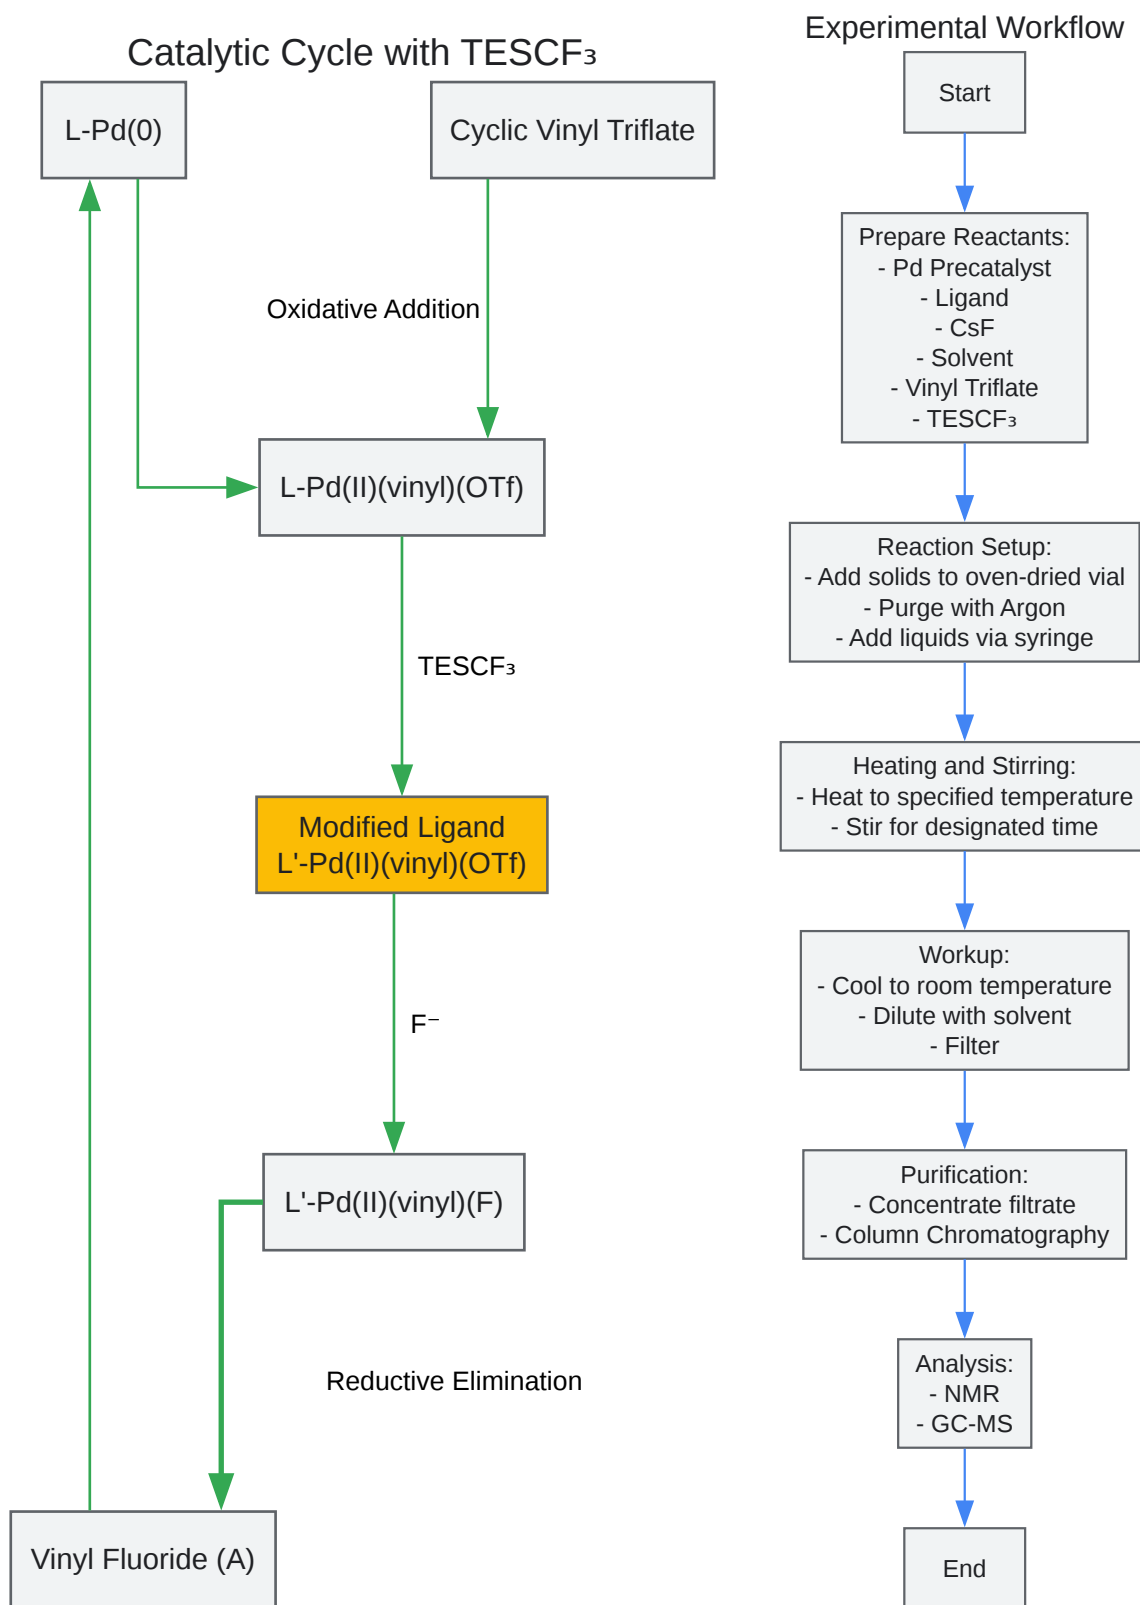 Catalytic Cycle with TESCF₃
L-Pd(0)
Cyclic Vinyl Triflate
Oxidative Addition
L-Pd(II)(vinyl)(OTf)
TESCF₃
Modified Ligand
L'-Pd(II)(vinyl)(OTf)
F⁻
L'-Pd(II)(vinyl)(F)
Reductive Elimination
Vinyl Fluoride (A)
Experimental Workflow
Start
Prepare Reactants:
- Pd Precatalyst
- Ligand
- CsF
- Solvent
- Vinyl Triflate
- TESCF₃
Reaction Setup:
- Add solids to oven-dried vial
- Purge with Argon
- Add liquids via syringe
Heating and Stirring:
- Heat to specified temperature
- Stir for designated time
Workup:
- Cool to room temperature
- Dilute with solvent
- Filter
Purification:
- Concentrate filtrate
- Column Chromatography
Analysis:
- NMR
- GC-MS
End